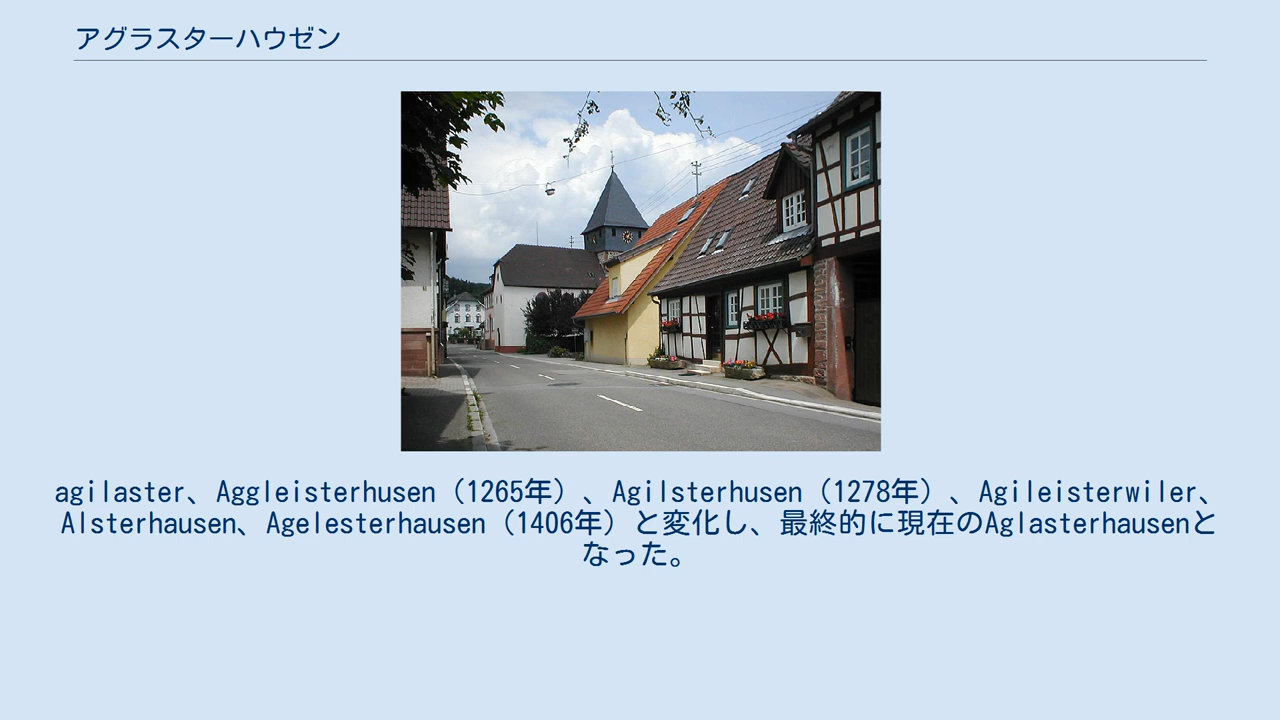 アグラスターハウゼン
agilaster、Aggleisterhusen（1265年）、Agilsterhusen（1278年）、Agileisterwiler、
Alsterhausen、Agelesterhausen（1406年）と変化し、最終的に現在のAglasterhausenと
なった。